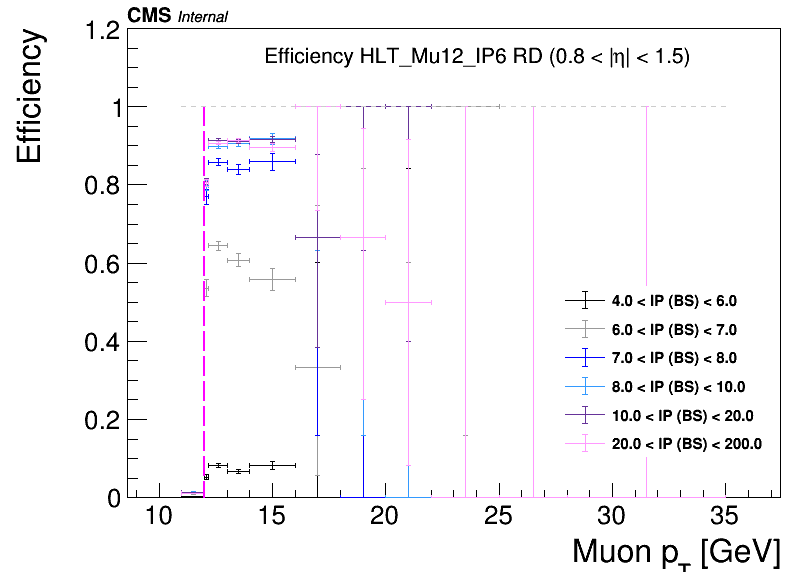 CMS Internal
Efficiency HLT_Mu12_IP6 RD (0.8 < |η| < 1.5)
Efficiency
1.2
1
0.8
0.6
0.4
0.2
0
4.0 < IP (BS) < 6.0
6.0 < IP (BS) < 7.0
7.0 < IP (BS) < 8.0
8.0 < IP (BS) < 10.0
10.0 < IP (BS) < 20.0
20.0 < IP (BS) < 200.0
10 15 20 25 30 35
Muon p_T [GeV]